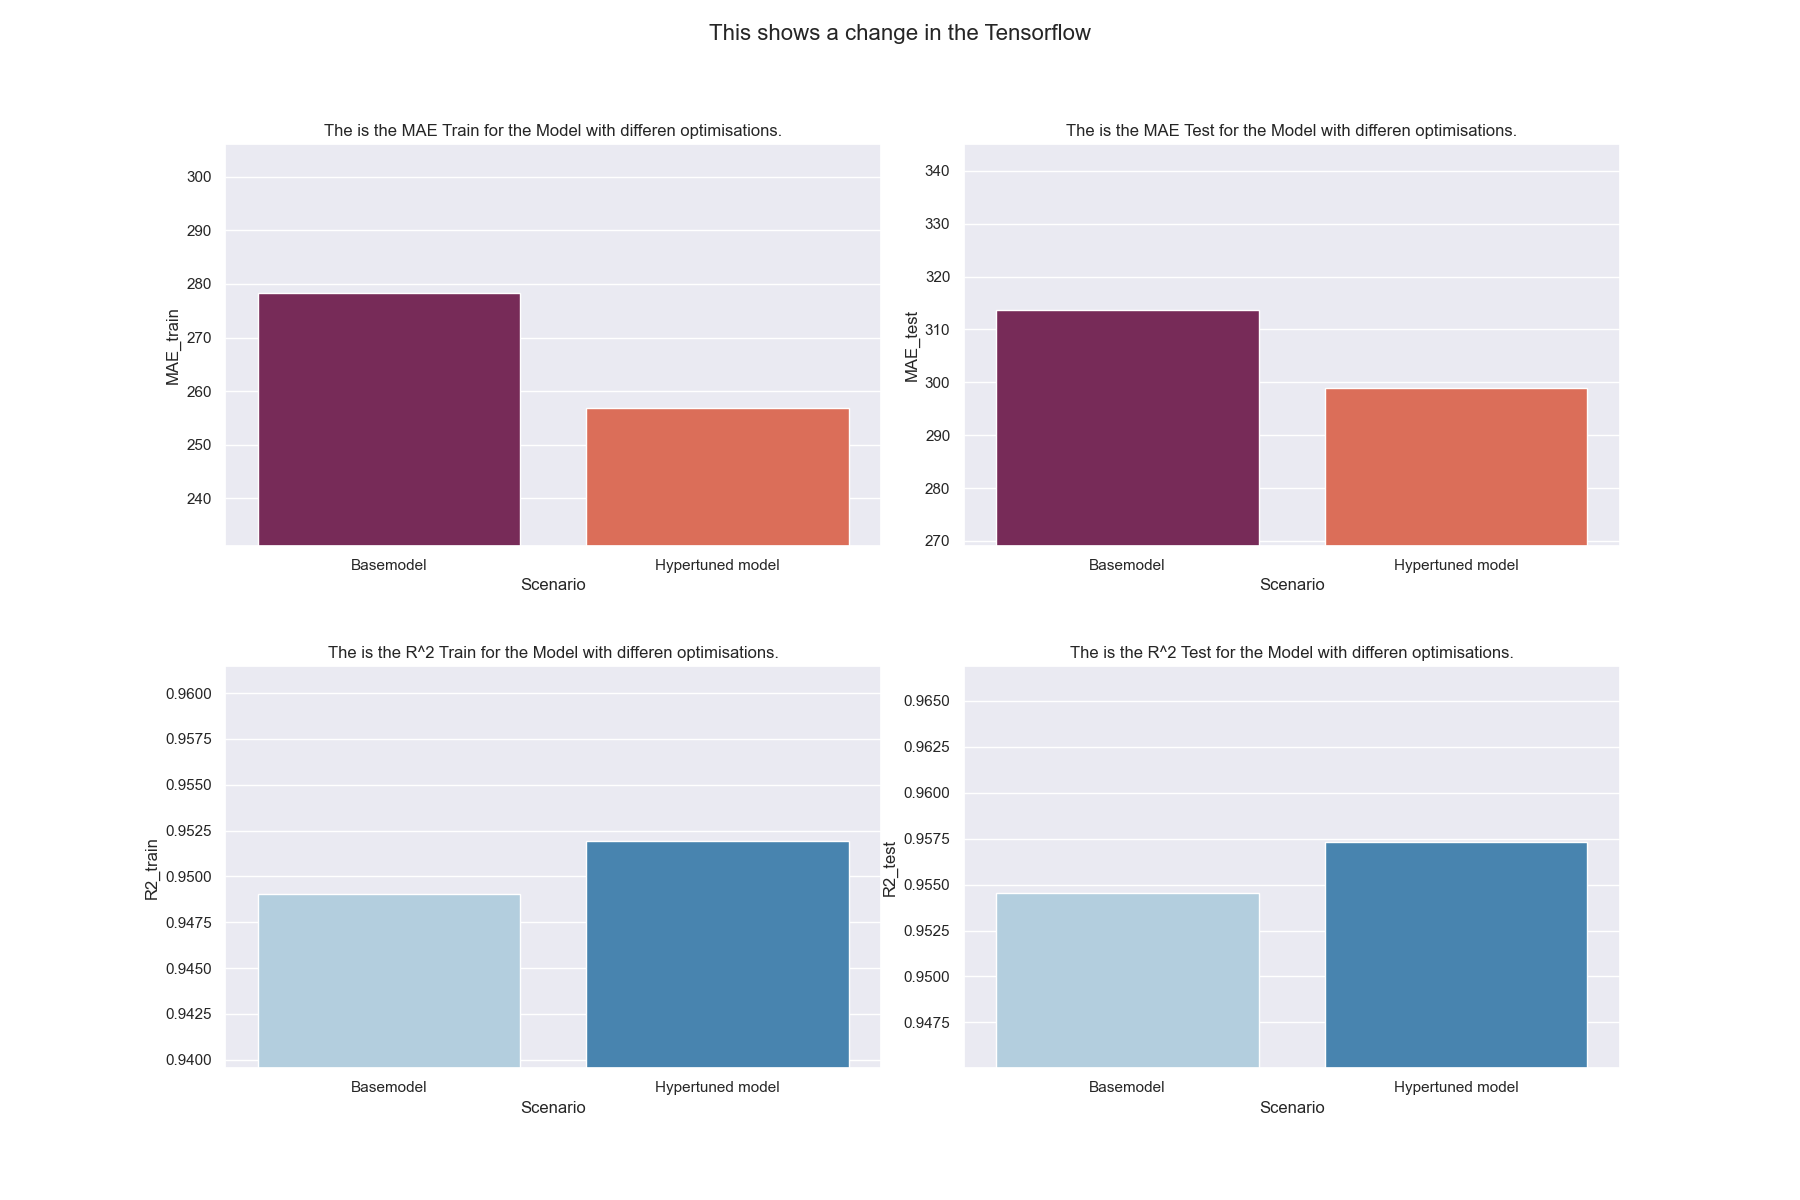 This shows a change in the Tensorflow
The is the MAE Train for the Model with differen optimisations.
300
290
280
270
260
250
240
MAE_train
Basemodel
Hypertuned model
Scenario
The is the MAE Test for the Model with differen optimisations.
340
330
320
310
300
290
280
270
MAE_test
Basemodel
Hypertuned model
Scenario
The is the R^2 Train for the Model with differen optimisations.
0.9600
0.9575
0.9550
0.9525
0.9500
0.9475
0.9450
0.9425
0.9400
R2_train
Basemodel
Hypertuned model
Scenario
The is the R^2 Test for the Model with differen optimisations.
0.9650
0.9625
0.9600
0.9575
0.9550
0.9525
0.9500
0.9475
R2_test
Basemodel
Hypertuned model
Scenario